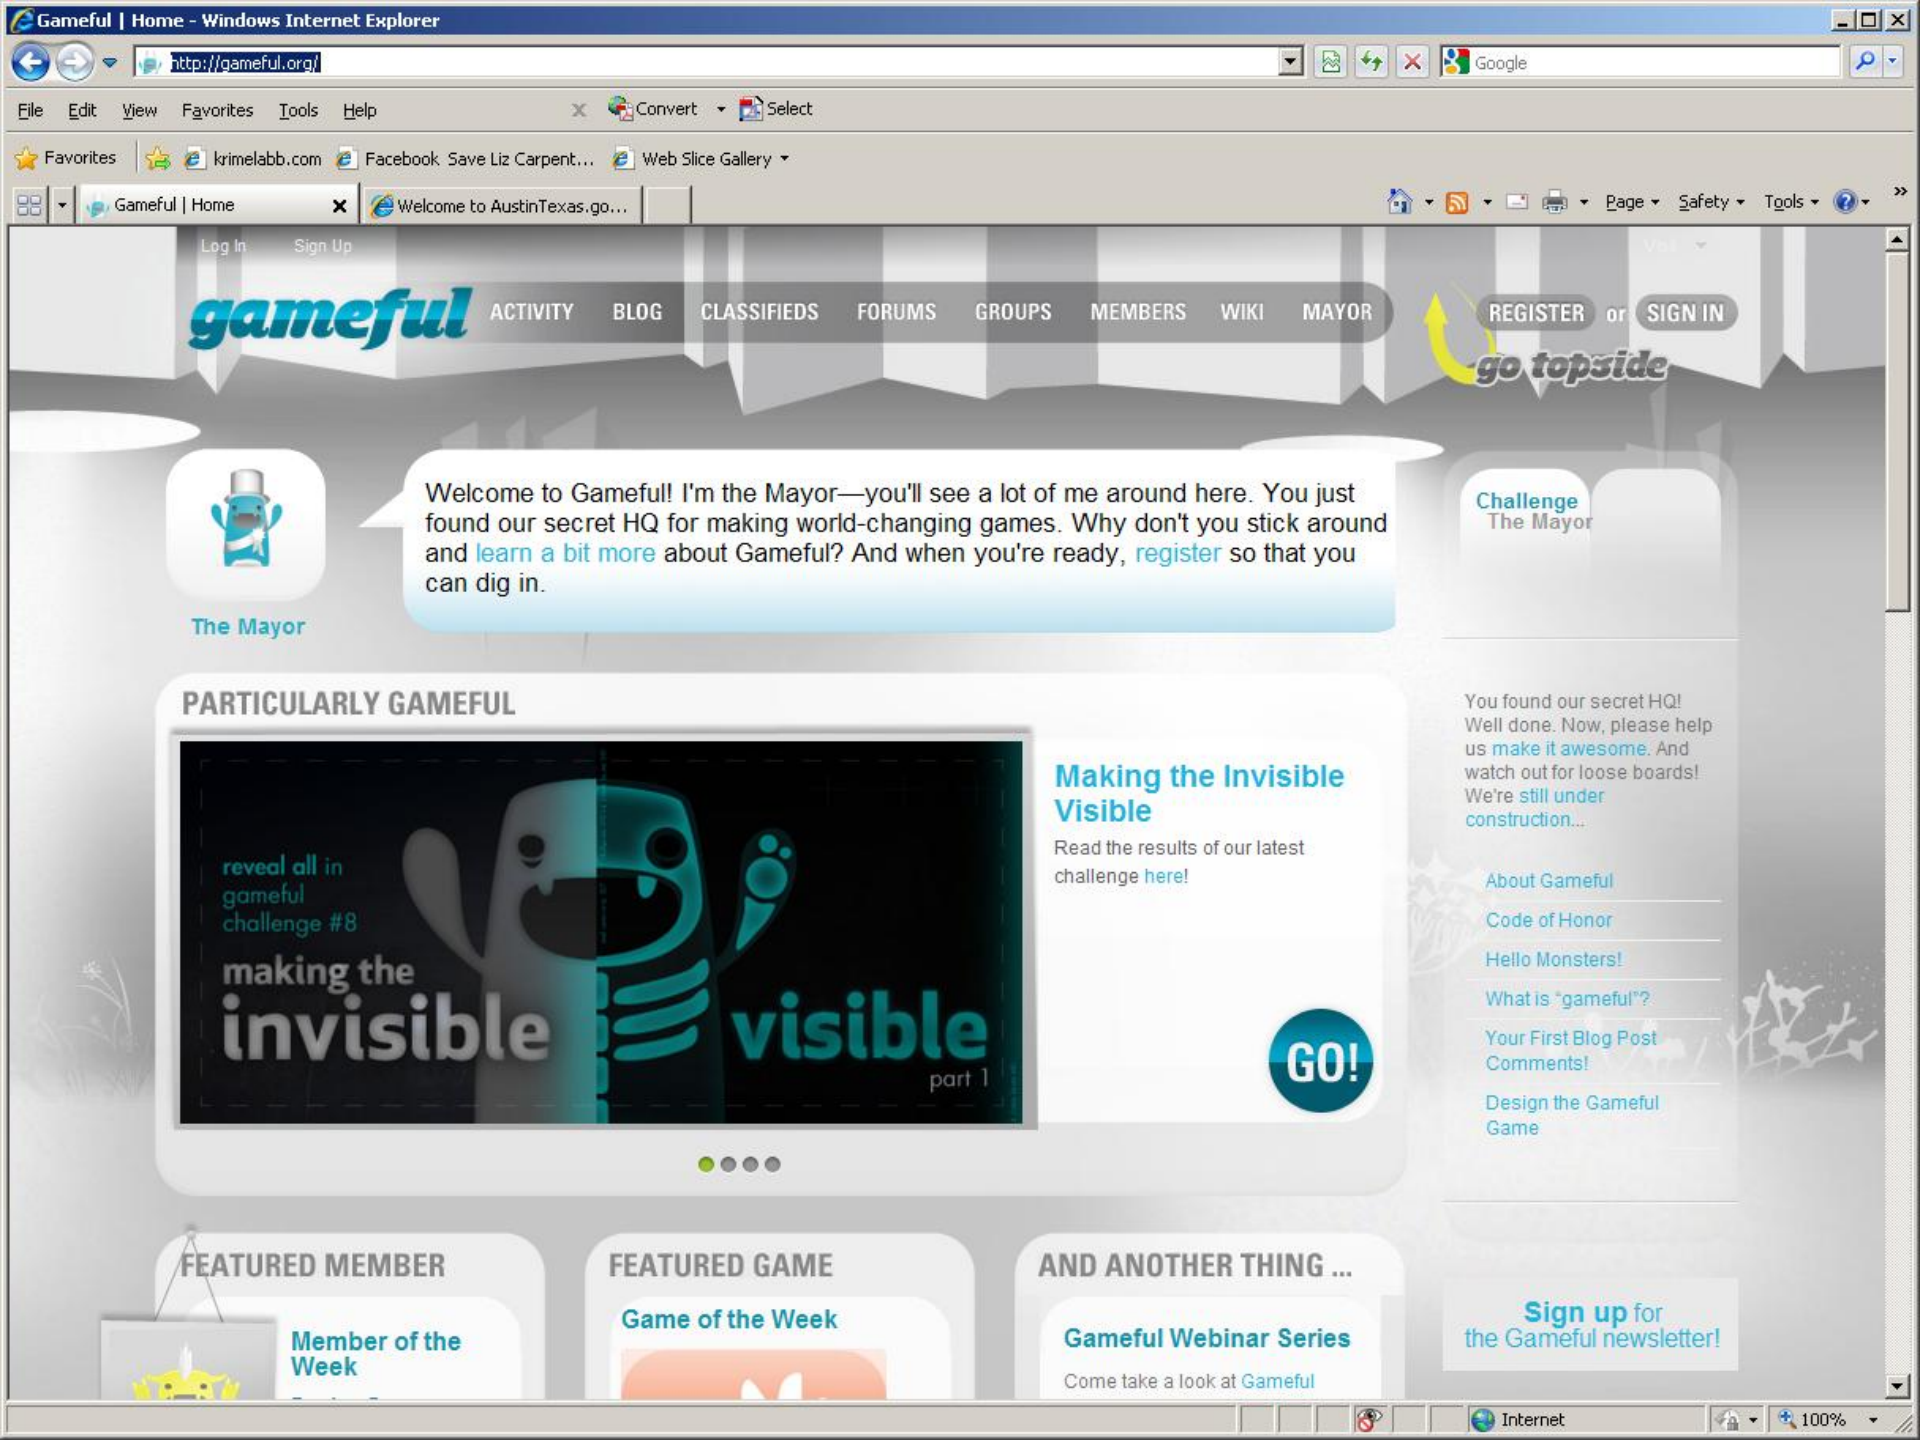 Gameful | Home - Windows Internet Explorer
http://gameful.org/
Google
File Edit View Favorites Tools Help
Convert Select
Favorites krimelabb.com Facebook Save Liz Carpent... Web Slice Gallery
Gameful | Home Welcome to AustinTexas.go... Page Safety Tools
Log In Sign Up
gameful ACTIVITY BLOG CLASSIFIEDS FORUMS GROUPS MEMBERS WIKI MAYOR REGISTER or SIGN IN
go topside
Welcome to Gameful! I'm the Mayor—you'll see a lot of me around here. You just
found our secret HQ for making world-changing games. Why don't you stick around
and learn a bit more about Gameful? And when you're ready, register so that you
can dig in.
The Mayor
Challenge
The Mayor
PARTICULARLY GAMEFUL
reveal all in
gameful
challenge #8
making the
invisible visible
part 1
Making the Invisible
Visible
Read the results of our latest
challenge here!
GO!
You found our secret HQ!
Well done. Now, please help
us make it awesome. And
watch out for loose boards!
We're still under
construction...
About Gameful
Code of Honor
Hello Monsters!
What is "gameful"?
Your First Blog Post
Comments!
Design the Gameful
Game
FEATURED MEMBER
Member of the
Week
FEATURED GAME
Game of the Week
AND ANOTHER THING ...
Gameful Webinar Series
Come take a look at Gameful
Sign up for
the Gameful newsletter!
Internet 100%